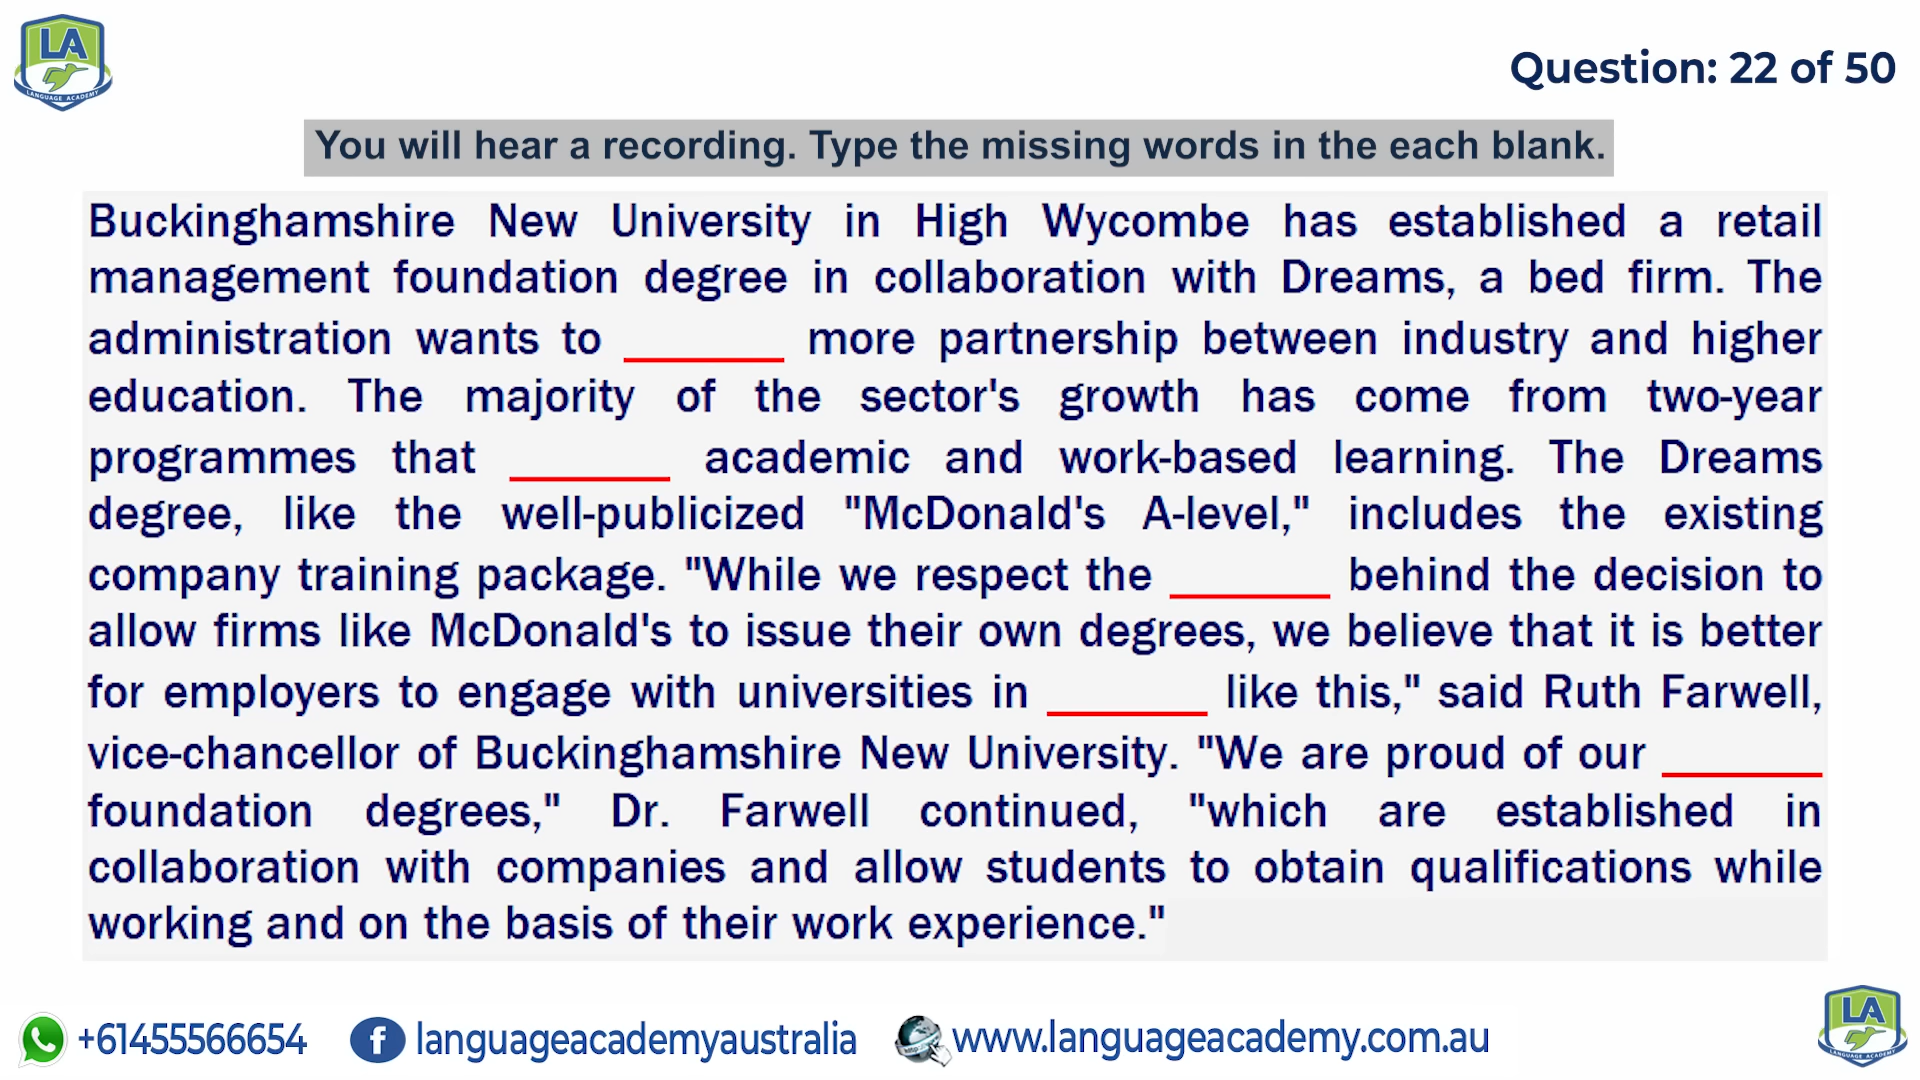 LA
LANGUAGE ACADEMY
Question: 22 of 50
You will hear a recording. Type the missing words in the each blank.
Buckinghamshire New University in High Wycombe has established a retail
management foundation degree in collaboration with Dreams, a bed firm. The
administration wants to ________ more partnership between industry and higher
education. The majority of the sector's growth has come from two-year
programmes that ________ academic and work-based learning. The Dreams
degree, like the well-publicized "McDonald's A-level," includes the existing
company training package. "While we respect the ________ behind the decision to
allow firms like McDonald's to issue their own degrees, we believe that it is better
for employers to engage with universities in ________ like this," said Ruth Farwell,
vice-chancellor of Buckinghamshire New University. "We are proud of our ________
foundation degrees," Dr. Farwell continued, "which are established in
collaboration with companies and allow students to obtain qualifications while
working and on the basis of their work experience."
+61455566654
f languageacademyaustralia
http:// www.languageacademy.com.au
LA
LANGUAGE ACADEMY